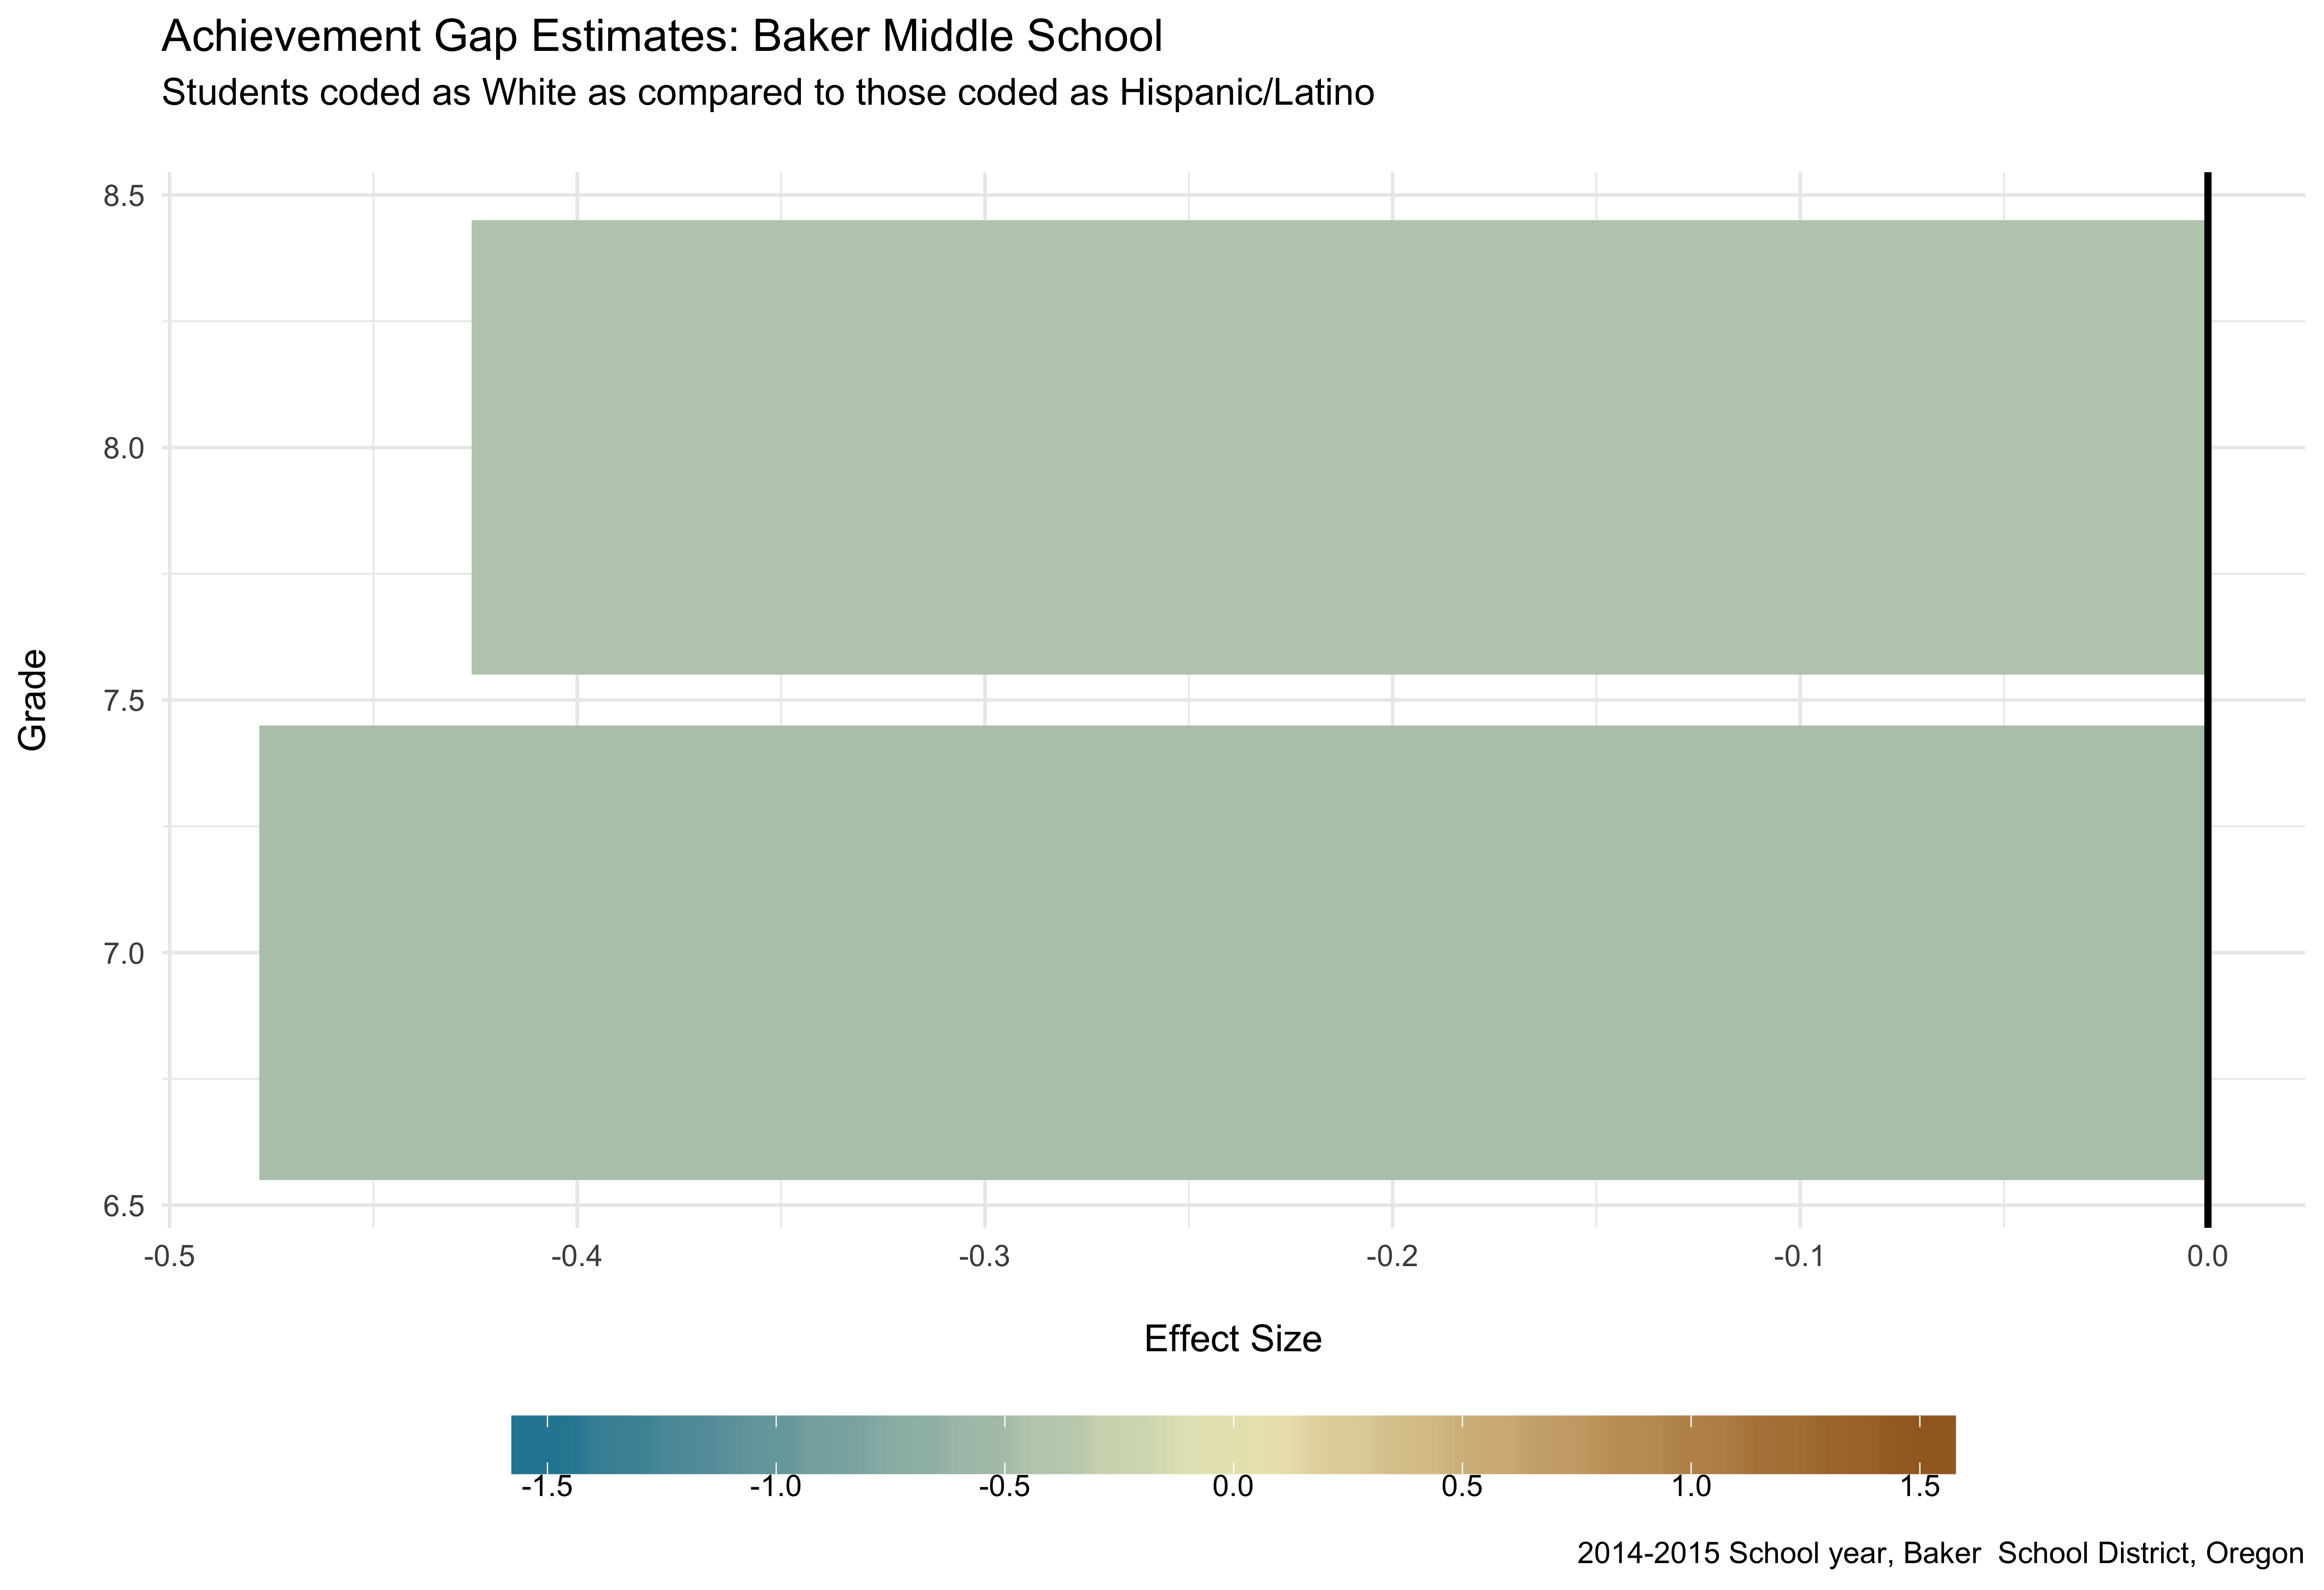 Achievement Gap Estimates: Baker Middle School
Students coded as White as compared to those coded as Hispanic/Latino
8.5
8.0
7.5
7.0
6.5
Grade
-0.5 -0.4 -0.3 -0.2 -0.1 0.0
Effect Size
-1.5 -1.0 -0.5 0.0 0.5 1.0 1.5
2014-2015 School year, Baker  School District, Oregon